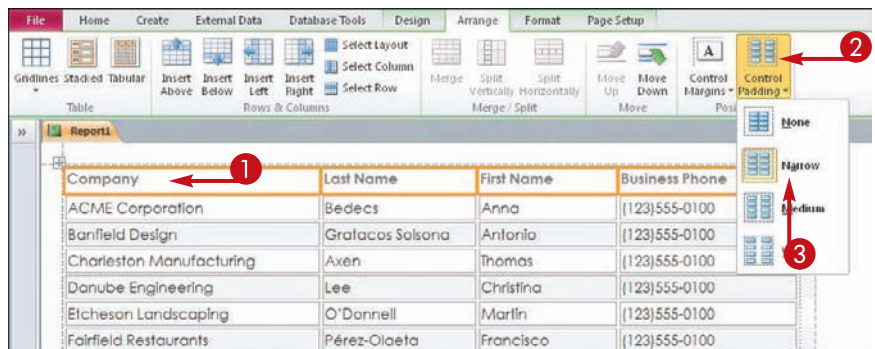 File Home Create External Data Database Tools Design Arrange Format Page Setup
Gridlines Stacked Tabular Insert Above Insert Below Insert Left Insert Right Select Layout
Select Column
Select Row
Merge Split Vertically Split Horizontally Move Up Move Down Control Margins Control Padding
Table Rows & Columns Merge / Split Move
2
» Report1
None
Narrow
Medium
3
1
Company Last Name First Name Business Phone
ACME Corporation Bedecs Anna (123)555-0100
Banfield Design Gratacos Solsona Antonio (123)555-0100
Charleston Manufacturing Axen Thomas (123)555-0100
Danube Engineering Lee Christina (123)555-0100
Etcheson Landscaping O'Donnell Martin (123)555-0100
Fairfield Restaurants Pérez-Olaeta Francisco (123)555-0100